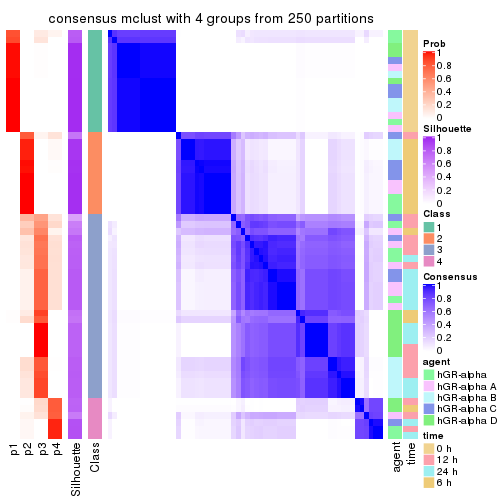 consensus mclust with 4 groups from 250 partitions
Prob
1
0.8
0.6
0.4
0.2
0
Silhouette
1
0.8
0.6
0.4
0.2
0
Class
1
2
3
4
Consensus
1
0.8
0.6
0.4
0.2
0
agent
hGR-alpha
hGR-alpha A
hGR-alpha B
hGR-alpha C
hGR-alpha D
time
0 h
12 h
24 h
6 h
p1
p2
p3
p4
Silhouette
Class
agent
time